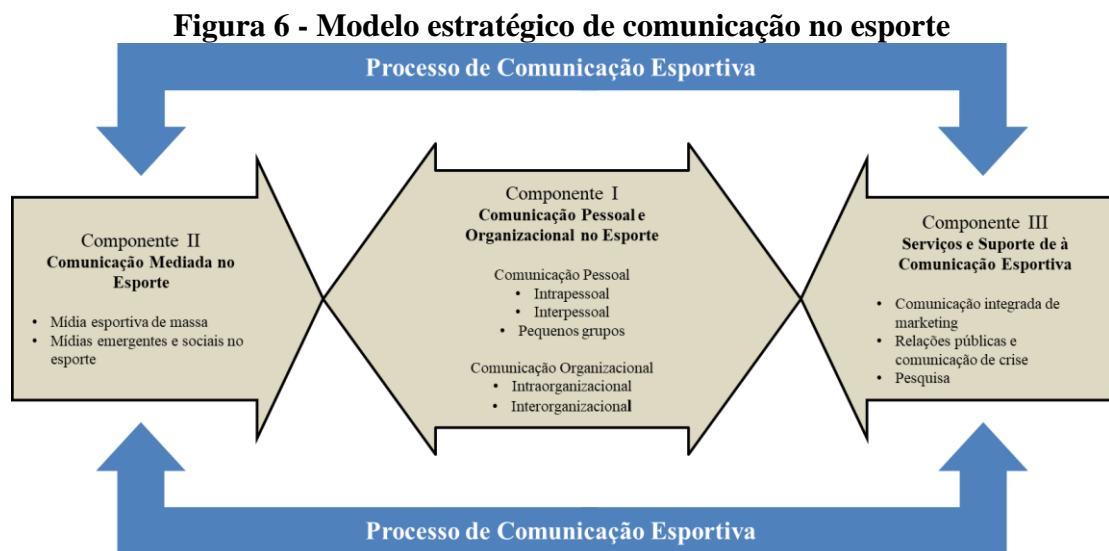 Figura 6 - Modelo estratégico de comunicação no esporte
Processo de Comunicação Esportiva
Componente II
Comunicação Mediada no
Esporte
• Mídia esportiva de massa
• Mídias emergentes e sociais no
esporte
Componente I
Comunicação Pessoal e
Organizacional no Esporte
Comunicação Pessoal
• Intrapessoal
• Interpessoal
• Pequenos grupos
Comunicação Organizacional
• Intraorganizacional
• Interorganizacional
Componente III
Serviços e Suporte de à
Comunicação Esportiva
• Comunicação integrada de
marketing
• Relações públicas e
comunicação de crise
• Pesquisa
Processo de Comunicação Esportiva